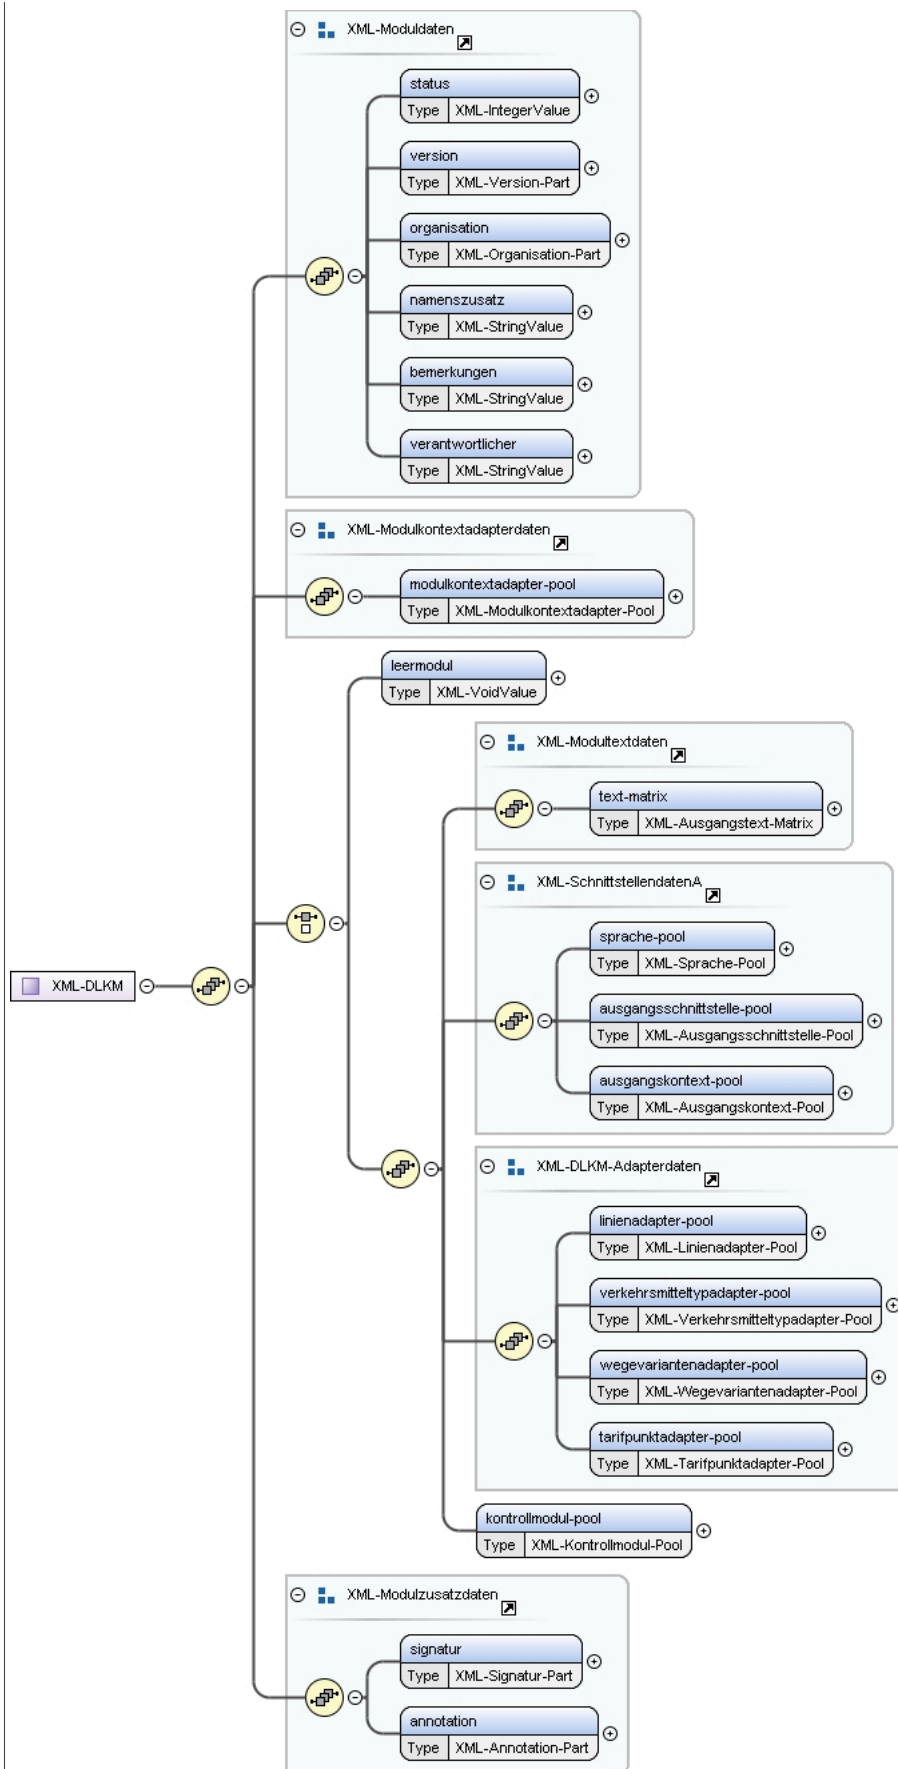 XML-Moduldaten
status
Type XML-IntegerValue
version
Type XML-Version-Part
organisation
Type XML-Organisation-Part
namenszusatz
Type XML-StringValue
bemerkungen
Type XML-StringValue
verantwortlicher
Type XML-StringValue
XML-Modulkontextadapterdaten
modulkontextadapter-pool
Type XML-Modulkontextadapter-Pool
leermodul
Type XML-VoidValue
XML-Modultextdaten
text-matrix
Type XML-Ausgangstext-Matrix
XML-SchnittstellendatenA
sprache-pool
Type XML-Sprache-Pool
XML-DLKM
ausgangsschnittstelle-pool
Type XML-Ausgangsschnittstelle-Pool
ausgangskontext-pool
Type XML-Ausgangskontext-Pool
XML-DLKM-Adapterdaten
linienadapter-pool
Type XML-Linienadapter-Pool
verkehrsmitteltypadapter-pool
Type XML-Verkehrsmitteltypadapter-Pool
wegevariantenadapter-pool
Type XML-Wegevariantenadapter-Pool
tarifpunktadapter-pool
Type XML-Tarifpunktadapter-Pool
kontrollmodul-pool
Type XML-Kontrollmodul-Pool
XML-Modulzusatzdaten
signatur
Type XML-Signatur-Part
annotation
Type XML-Annotation-Part